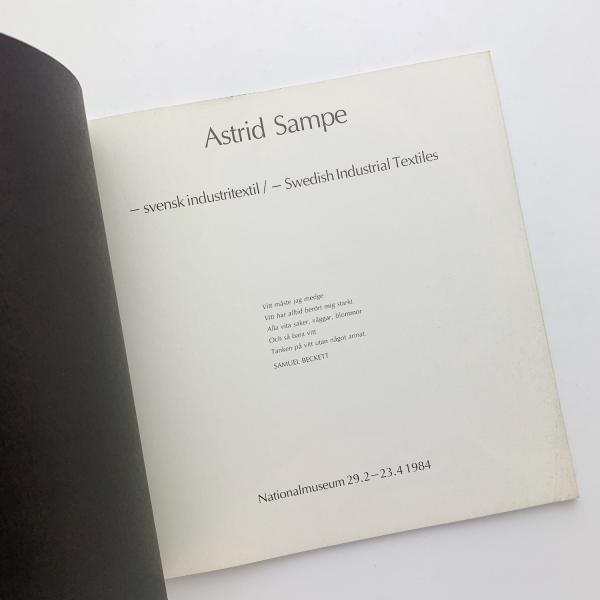 Astrid Sampe
– svensk industritextil / – Swedish Industrial Textiles
Vitt måste jag medge
Vitt har alltid berört mig starkt
Alla vita saker, väggar, blommor
Och så bara vitt
Tanken på vitt utan något annat.
SAMUEL BECKETT
Nationalmuseum 29.2–23.4 1984